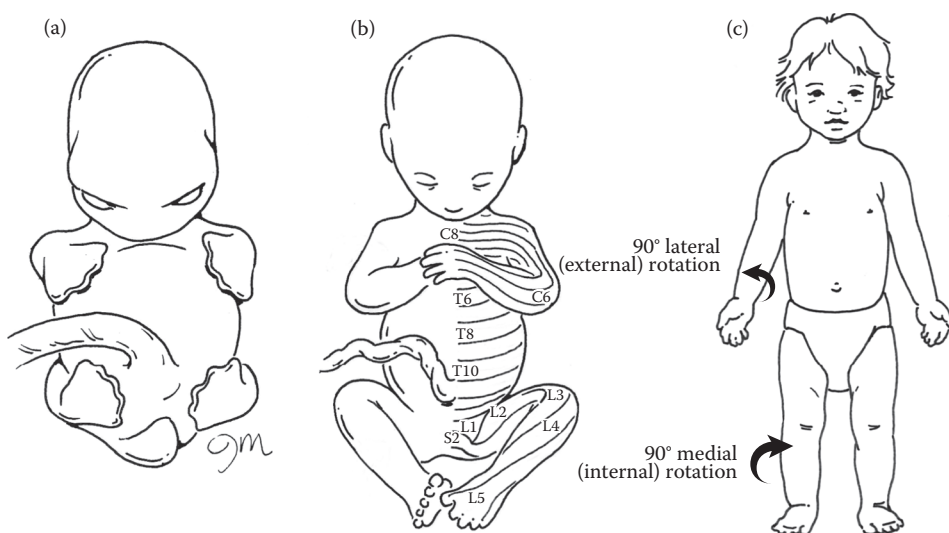 (a)
(b)
(c)
C8
C6
T6
T8
T10
L2
L3
L1
L4
S2
L5
90° lateral
(external) rotation
90° medial
(internal) rotation
gm